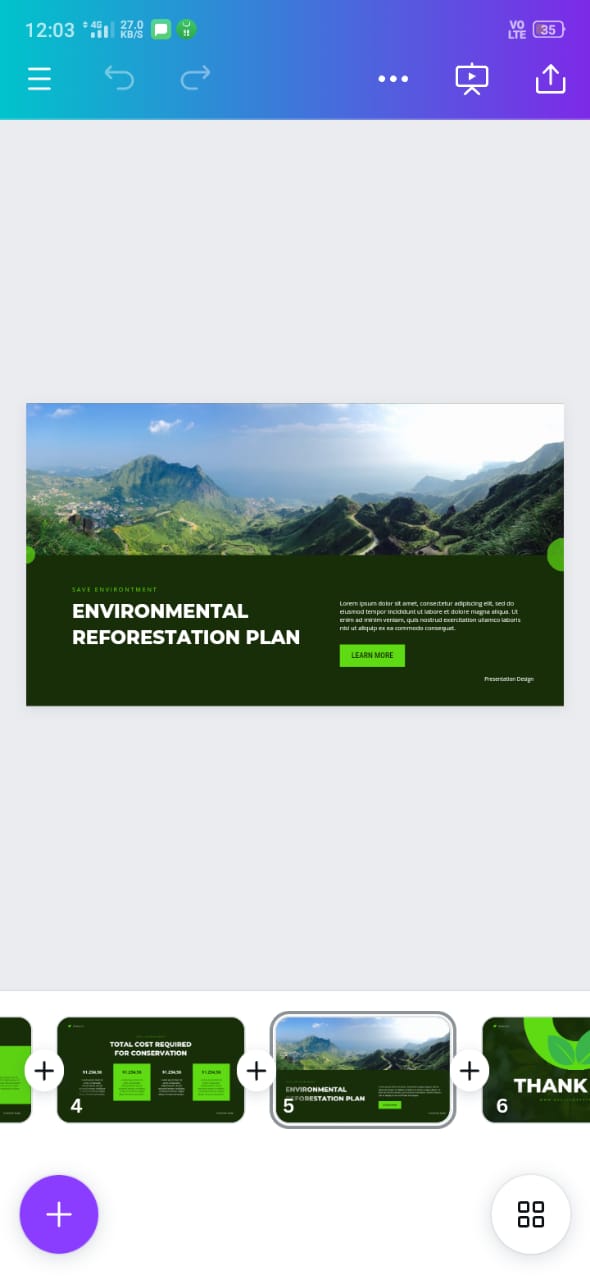 12:03 4G 27.0 KB/S VO LTE 35
SAVE ENVIRONTMENT
ENVIRONMENTAL
REFORESTATION PLAN
Lorem ipsum dolor sit amet, consectetur adipiscing elit, sed do
eiusmod tempor incididunt ut labore et dolore magna aliqua. Ut
enim ad minim veniam, quis nostrud exercitation ullamco laboris
nisi ut aliquip ex ea commodo consequat.
LEARN MORE
Presentation Design
TOTAL COST REQUIRED
FOR CONSERVATION
$1.234,56 $1.234,56 $1.234,56 $1.234,56
4
ENVIRONMENTAL
REFORESTATION PLAN
5
THANK
6